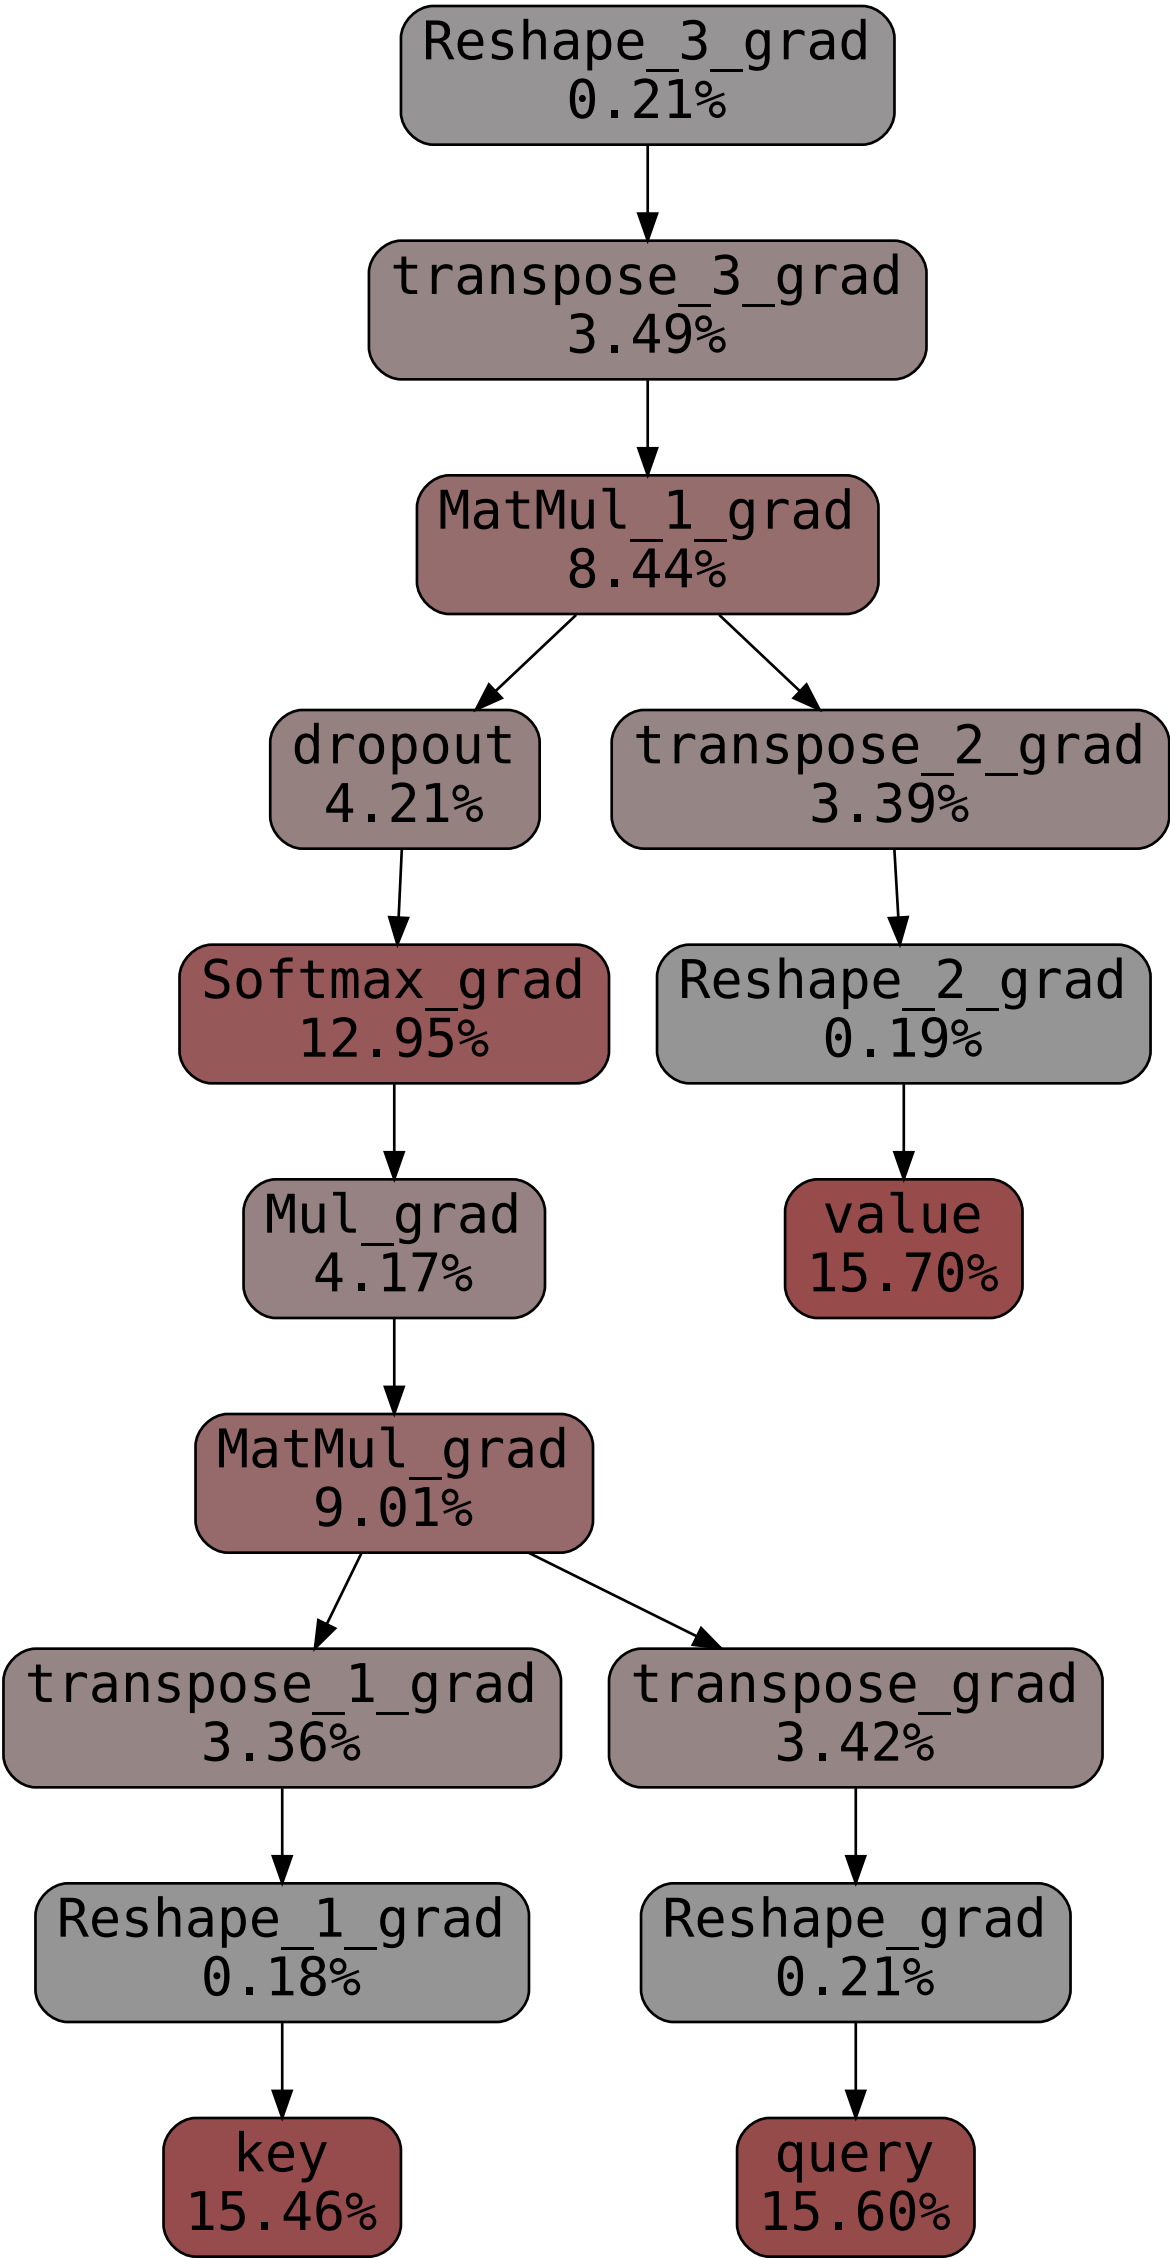 Reshape_3_grad
0.21%
transpose_3_grad
3.49%
MatMul_1_grad
8.44%
dropout
4.21%
transpose_2_grad
3.39%
Softmax_grad
12.95%
Reshape_2_grad
0.19%
Mul_grad
4.17%
value
15.70%
MatMul_grad
9.01%
transpose_1_grad
3.36%
transpose_grad
3.42%
Reshape_1_grad
0.18%
Reshape_grad
0.21%
key
15.46%
query
15.60%